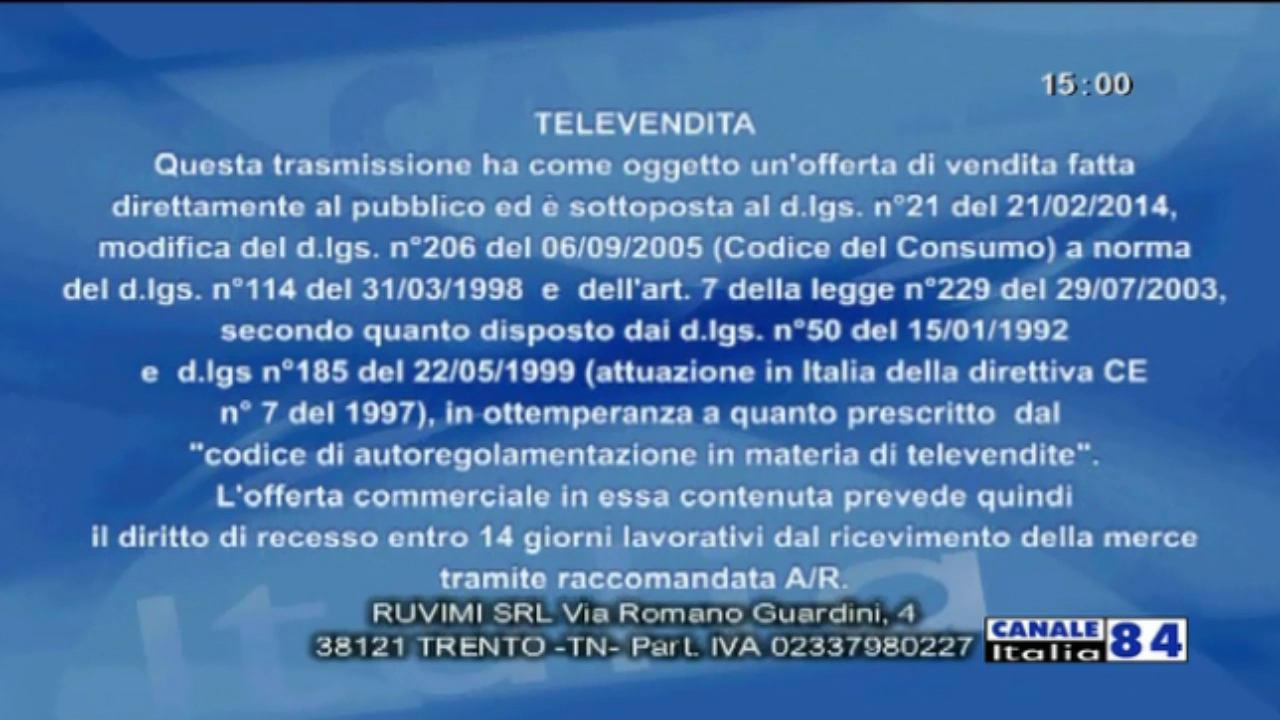 15:00
TELEVENDITA
Questa trasmissione ha come oggetto un'offerta di vendita fatta
direttamente al pubblico ed è sottoposta al d.lgs. n°21 del 21/02/2014,
modifica del d.lgs. n°206 del 06/09/2005 (Codice del Consumo) a norma
del d.lgs. n°114 del 31/03/1998 e dell'art. 7 della legge n°229 del 29/07/2003,
secondo quanto disposto dai d.lgs. n°50 del 15/01/1992
e d.lgs n°185 del 22/05/1999 (attuazione in Italia della direttiva CE
n° 7 del 1997), in ottemperanza a quanto prescritto dal
"codice di autoregolamentazione in materia di televendite".
L'offerta commerciale in essa contenuta prevede quindi
il diritto di recesso entro 14 giorni lavorativi dal ricevimento della merce
tramite raccomandata A/R.
RUVIMI SRL Via Romano Guardini, 4
38121 TRENTO -TN- Part. IVA 02337980227
CANALE 84
Italia
Italia